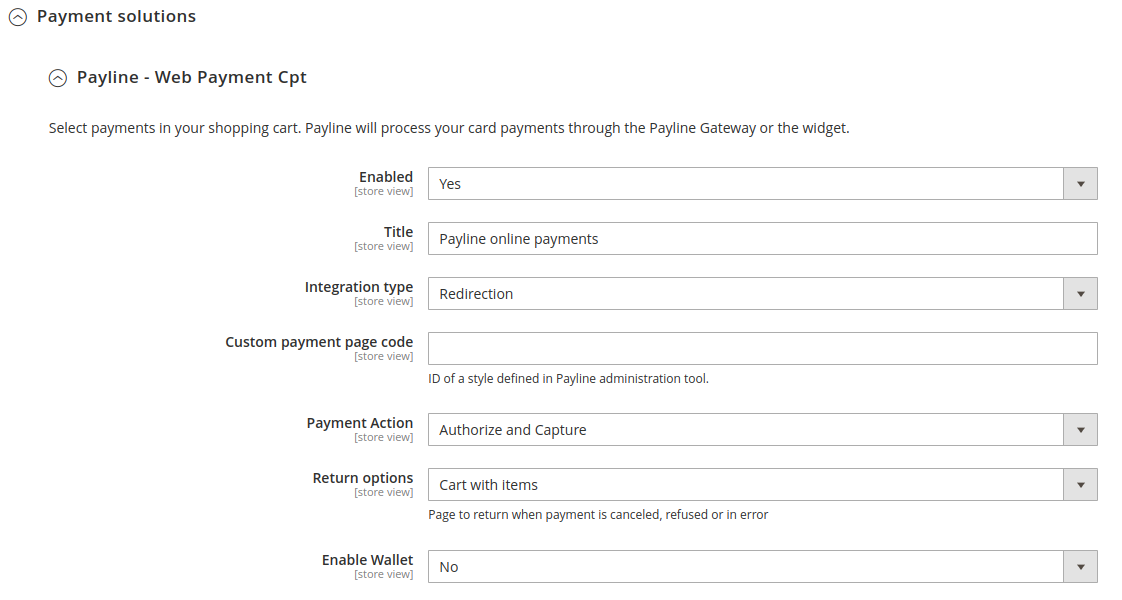 Payment solutions
Payline - Web Payment Cpt
Select payments in your shopping cart. Payline will process your card payments through the Payline Gateway or the widget.
Enabled
[store view]
Yes
Title
[store view]
Payline online payments
Integration type
[store view]
Redirection
Custom payment page code
[store view]
ID of a style defined in Payline administration tool.
Payment Action
[store view]
Authorize and Capture
Return options
[store view]
Cart with items
Page to return when payment is canceled, refused or in error
Enable Wallet
[store view]
No